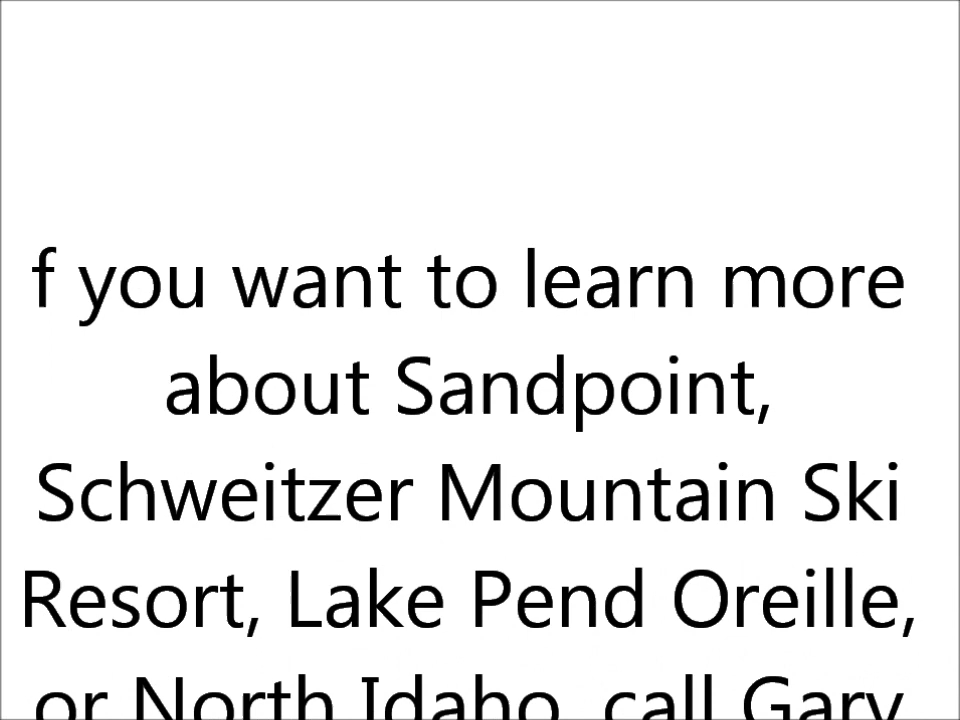 f you want to learn more
about Sandpoint,
Schweitzer Mountain Ski
Resort, Lake Pend Oreille,
or North Idaho, call Gary